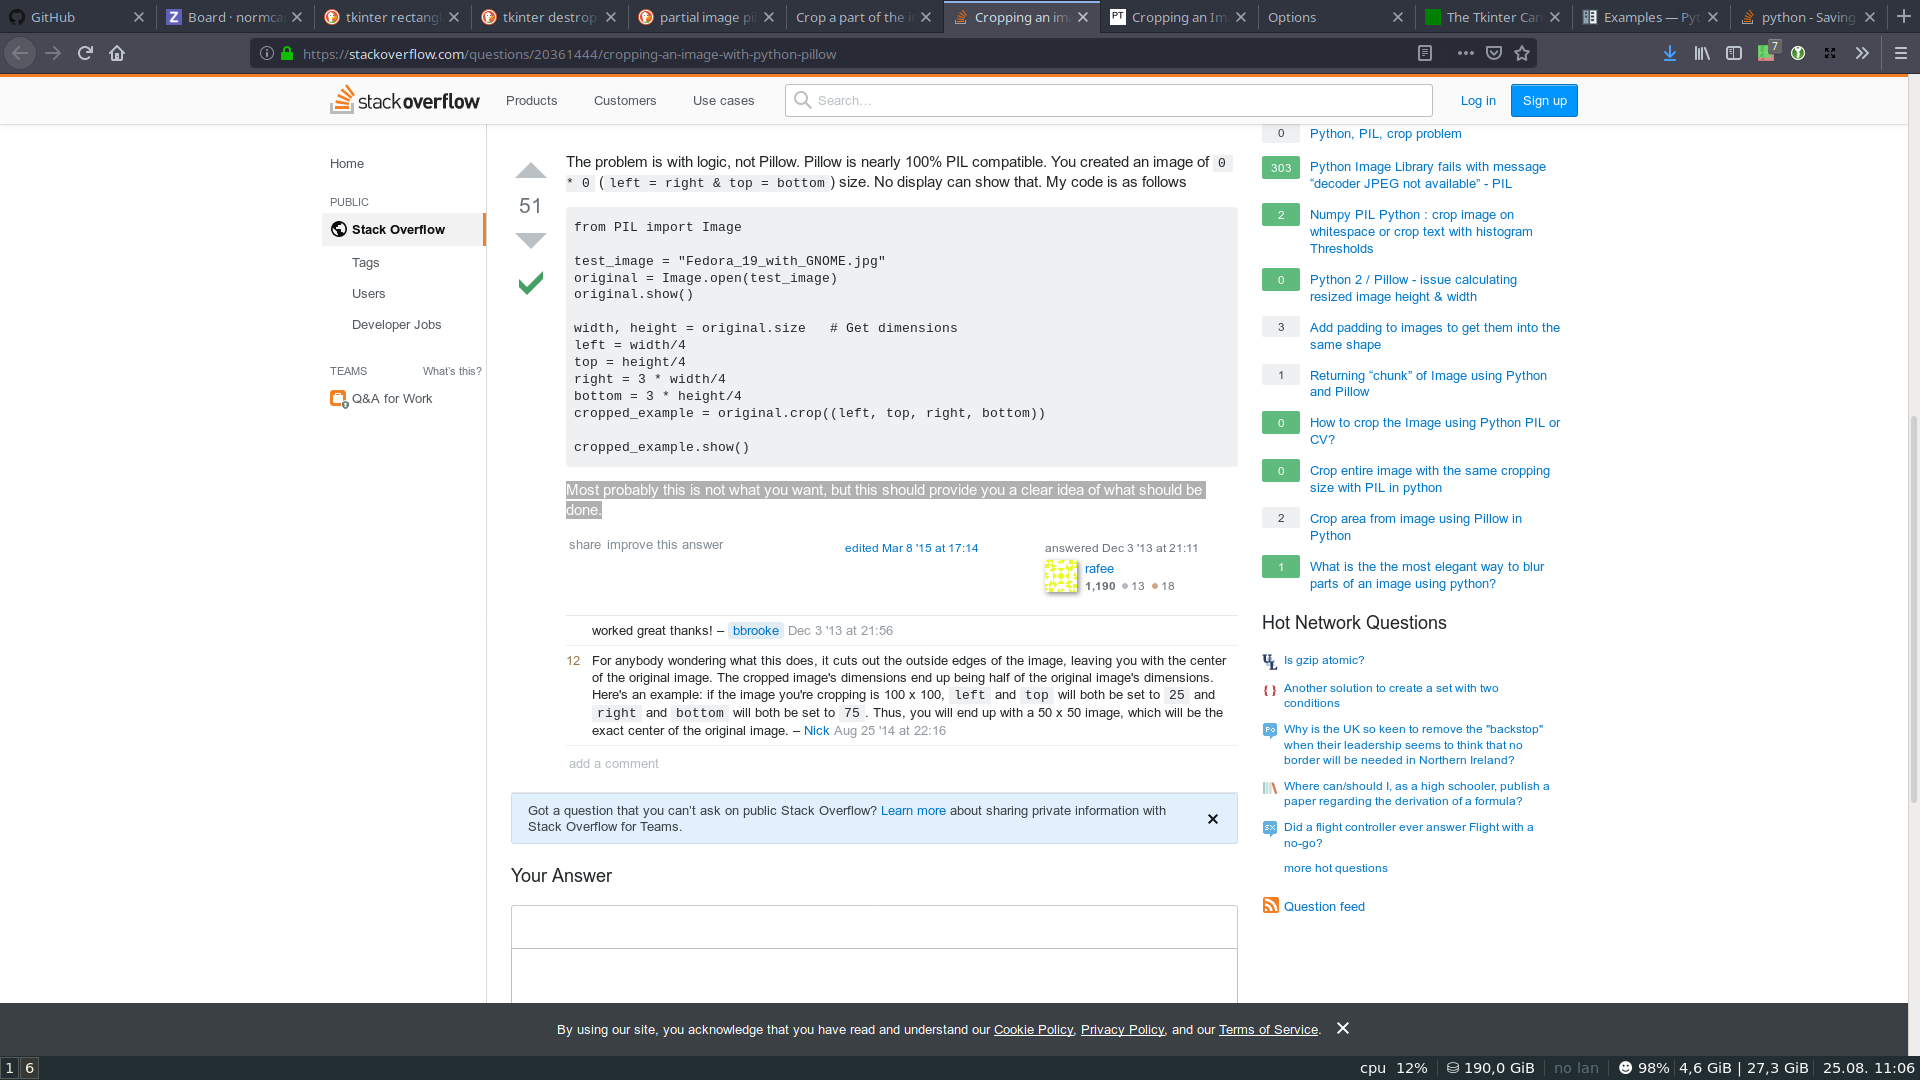 GitHub
Board · normca
tkinter rectang
tkinter destrop
partial image pi
Crop a part of the i
Cropping an im
PT Cropping an Im
Options
The Tkinter Can
Examples — Pyt
python - Saving
https://stackoverflow.com/questions/20361444/cropping-an-image-with-python-pillow
7
stackoverflow
Products
Customers
Use cases
Search…
Log in
Sign up
Home
PUBLIC
Stack Overflow
Tags
Users
Developer Jobs
TEAMS What's this?
Q&A for Work
51
The problem is with logic, not Pillow. Pillow is nearly 100% PIL compatible. You created an image of 0
* 0 ( left = right & top = bottom ) size. No display can show that. My code is as follows
from PIL import Image
test_image = "Fedora_19_with_GNOME.jpg"
original = Image.open(test_image)
original.show()
width, height = original.size   # Get dimensions
left = width/4
top = height/4
right = 3 * width/4
bottom = 3 * height/4
cropped_example = original.crop((left, top, right, bottom))
cropped_example.show()
Most probably this is not what you want, but this should provide you a clear idea of what should be
done.
share improve this answer
edited Mar 8 '15 at 17:14
answered Dec 3 '13 at 21:11
rafee
1,190 13 18
worked great thanks! – bbrooke Dec 3 '13 at 21:56
12 For anybody wondering what this does, it cuts out the outside edges of the image, leaving you with the center
of the original image. The cropped image's dimensions end up being half of the original image's dimensions.
Here's an example: if the image you're cropping is 100 x 100, left and top will both be set to 25 and
right and bottom will both be set to 75 . Thus, you will end up with a 50 x 50 image, which will be the
exact center of the original image. – Nick Aug 25 '14 at 22:16
add a comment
Got a question that you can't ask on public Stack Overflow? Learn more about sharing private information with
Stack Overflow for Teams.
Your Answer
0 Python, PIL, crop problem
303 Python Image Library fails with message
“decoder JPEG not available” - PIL
2 Numpy PIL Python : crop image on
whitespace or crop text with histogram
Thresholds
0 Python 2 / Pillow - issue calculating
resized image height & width
3 Add padding to images to get them into the
same shape
1 Returning “chunk” of Image using Python
and Pillow
0 How to crop the Image using Python PIL or
CV?
0 Crop entire image with the same cropping
size with PIL in python
2 Crop area from image using Pillow in
Python
1 What is the the most elegant way to blur
parts of an image using python?
Hot Network Questions
Is gzip atomic?
Another solution to create a set with two
conditions
Why is the UK so keen to remove the "backstop"
when their leadership seems to think that no
border will be needed in Northern Ireland?
Where can/should I, as a high schooler, publish a
paper regarding the derivation of a formula?
Did a flight controller ever answer Flight with a
no-go?
more hot questions
Question feed
By using our site, you acknowledge that you have read and understand our Cookie Policy, Privacy Policy, and our Terms of Service.
1 6
cpu 12% 190,0 GiB no lan 98% 4,6 GiB | 27,3 GiB 25.08. 11:06